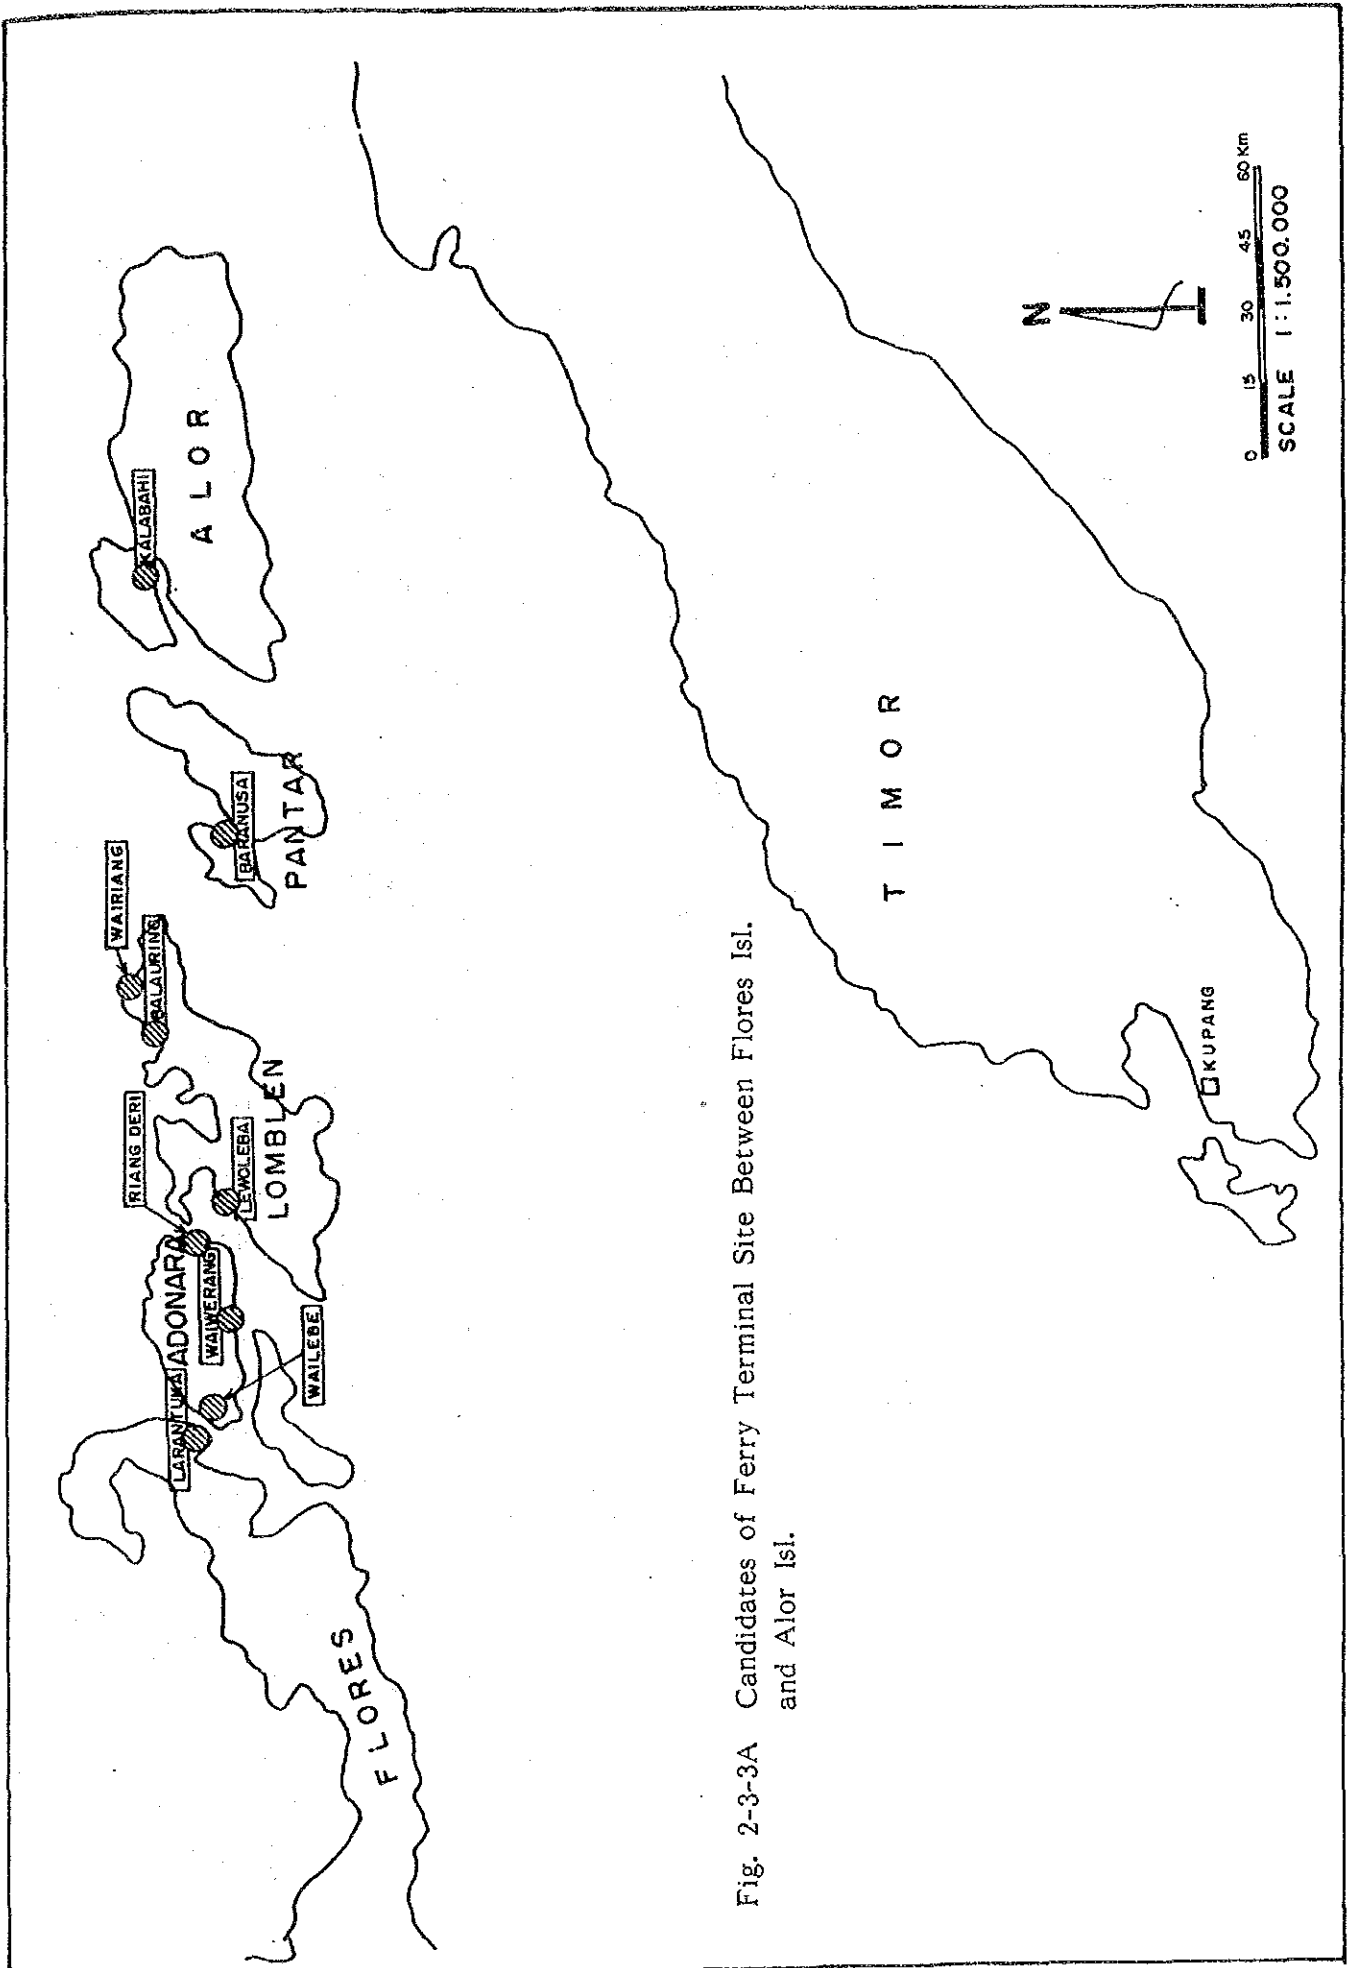 WAIRIANG
BALAURING
KALABAHI
ALOR
BARANUSA
PANTAR
RIANG DERI
LEWOLEBA
LOMBLEN
ADONARA
WAIWERANG
LARANTUKA
WAILEBE
FLORES
TIMOR
KUPANG
N
0 15 30 45 60 Km
SCALE 1:1.500.000
Fig. 2-3-3A Candidates of Ferry Terminal Site Between Flores Isl.
and Alor Isl.